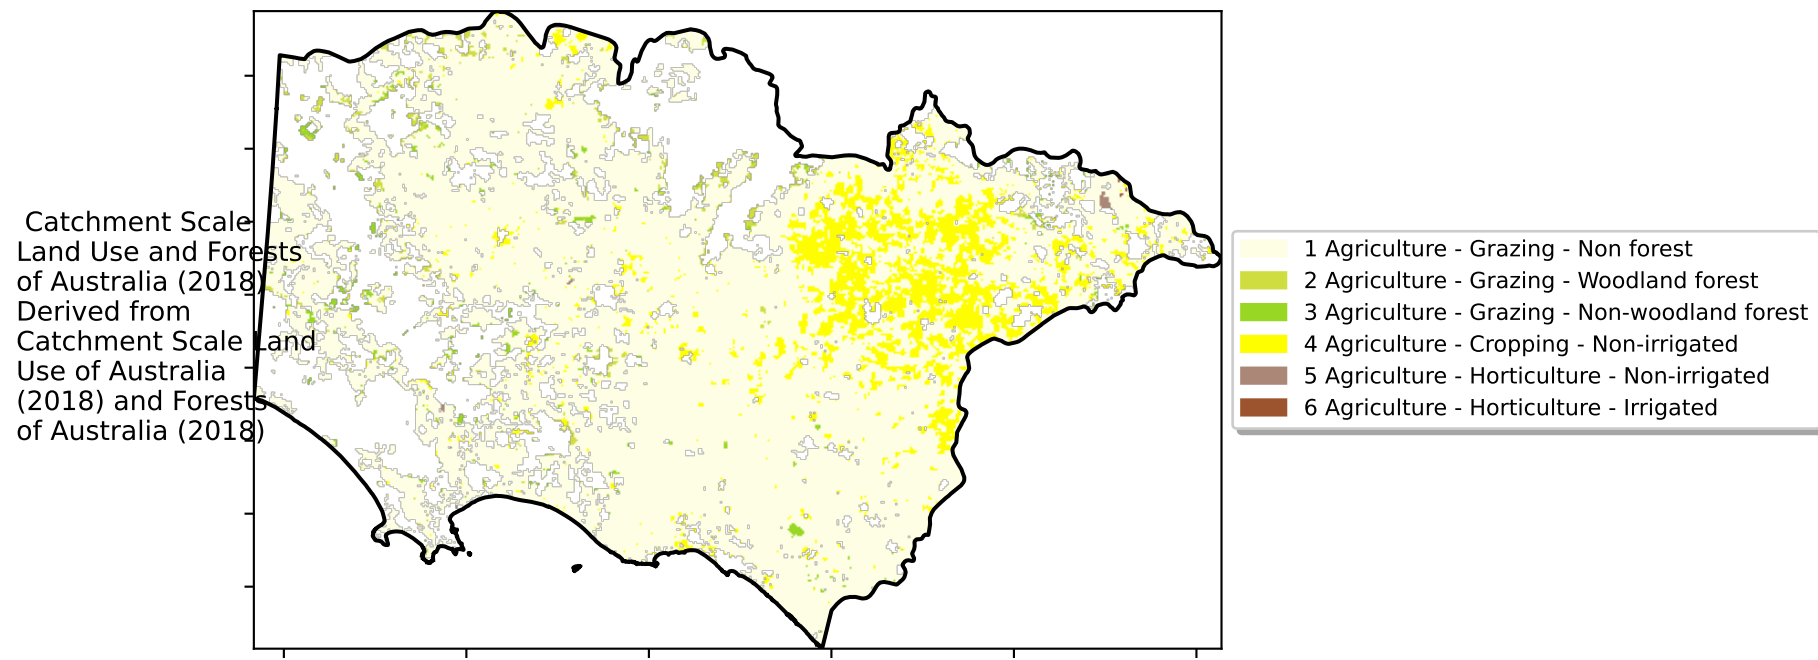 Catchment Scale
Land Use and Forests
of Australia (2018)
Derived from
Catchment Scale Land
Use of Australia
(2018) and Forests
of Australia (2018)
1 Agriculture - Grazing - Non forest
2 Agriculture - Grazing - Woodland forest
3 Agriculture - Grazing - Non-woodland forest
4 Agriculture - Cropping - Non-irrigated
5 Agriculture - Horticulture - Non-irrigated
6 Agriculture - Horticulture - Irrigated